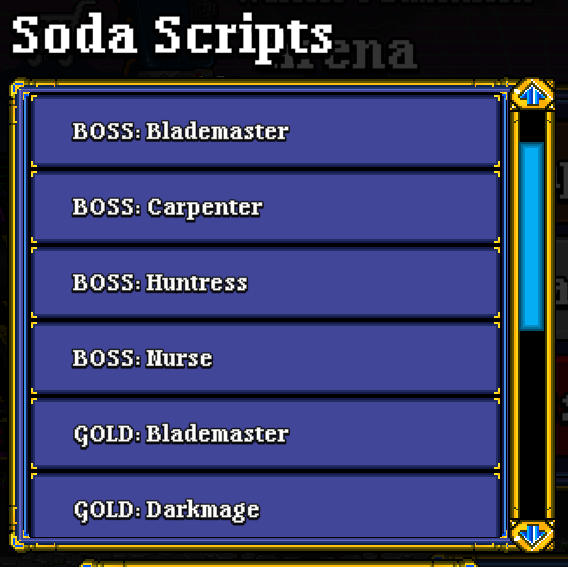 Soda Scripts
BOSS: Blademaster
BOSS: Carpenter
BOSS: Huntress
BOSS: Nurse
GOLD: Blademaster
GOLD: Darkmage